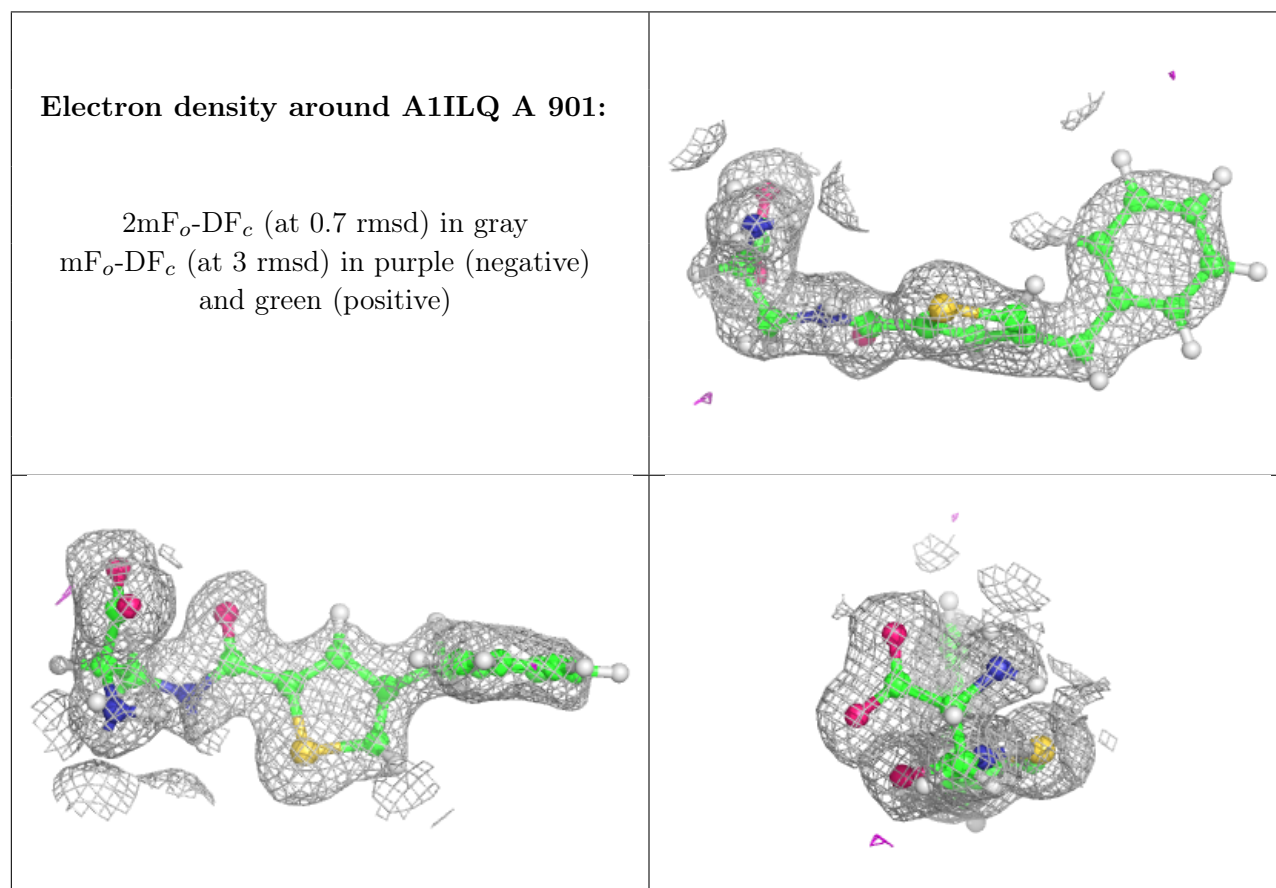 Electron density around A1ILQ A 901:
2mFo-DFc (at 0.7 rmsd) in gray
mFo-DFc (at 3 rmsd) in purple (negative)
and green (positive)